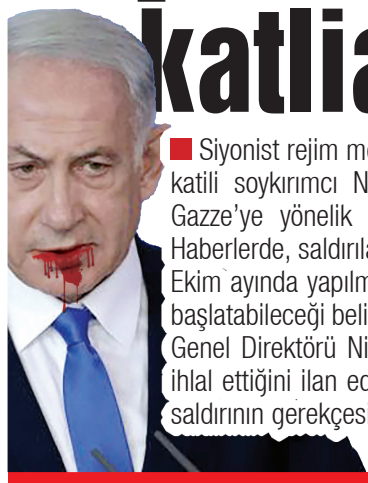 katlia
Siyonist rejim me
katili soykırımcı N
Gazze'ye yönelik
Haberlerde, saldırıla
Ekim ayında yapılm
başlatabileceği beli
Genel Direktörü Ni
ihlal ettiğini ilan ed
saldırının gerekçesi